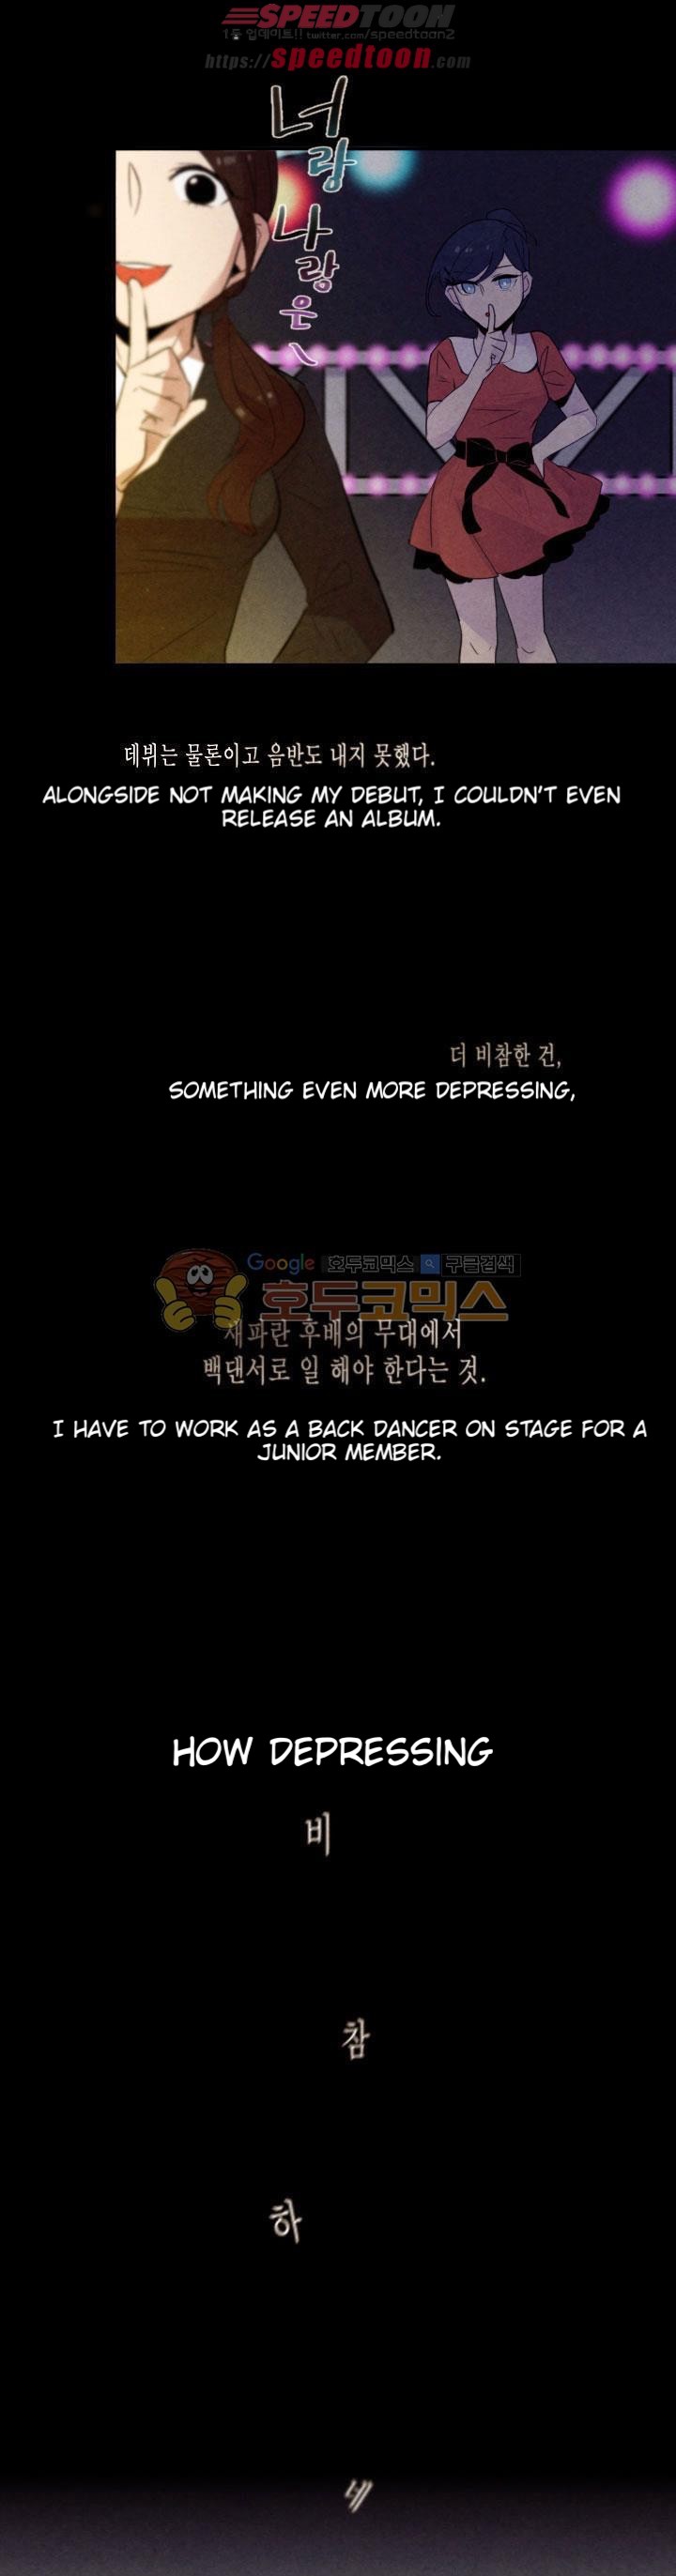 SPEEDTOON
1등 업데이트!! twitter.com/speedtoon2
https://speedtoon.com
너
랑
나
랑
은~
데뷔는 물론이고 음반도 내지 못했다.
ALONGSIDE NOT MAKING MY DEBUT, I COULDN'T EVEN
RELEASE AN ALBUM.
더 비참한 건,
SOMETHING EVEN MORE DEPRESSING,
Google 호두코믹스 구글검색
호두코믹스
새파란 후배의 무대에서
백댄서로 일 해야 한다는 것.
I HAVE TO WORK AS A BACK DANCER ON STAGE FOR A
JUNIOR MEMBER.
HOW DEPRESSING
비
참
하
네